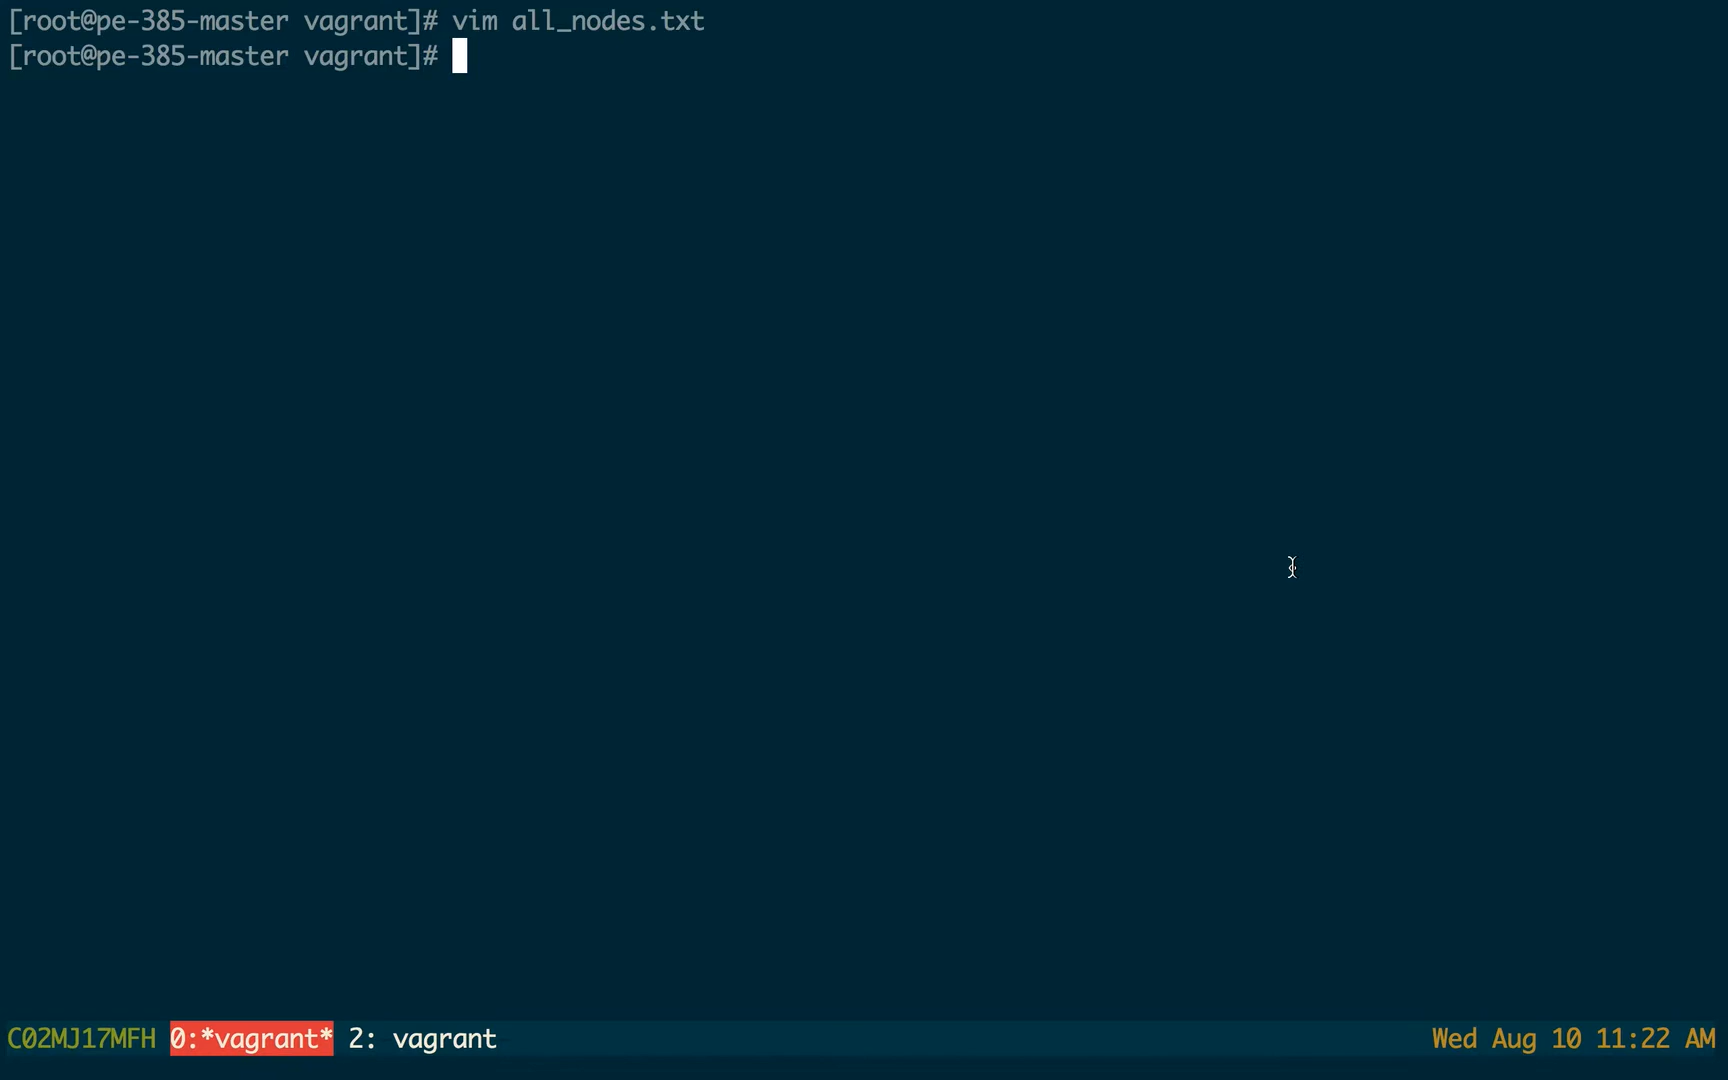 [root@pe-385-master vagrant]# vim all_nodes.txt
[root@pe-385-master vagrant]#
C02MJ17MFH 0:*vagrant* 2: vagrant Wed Aug 10 11:22 AM